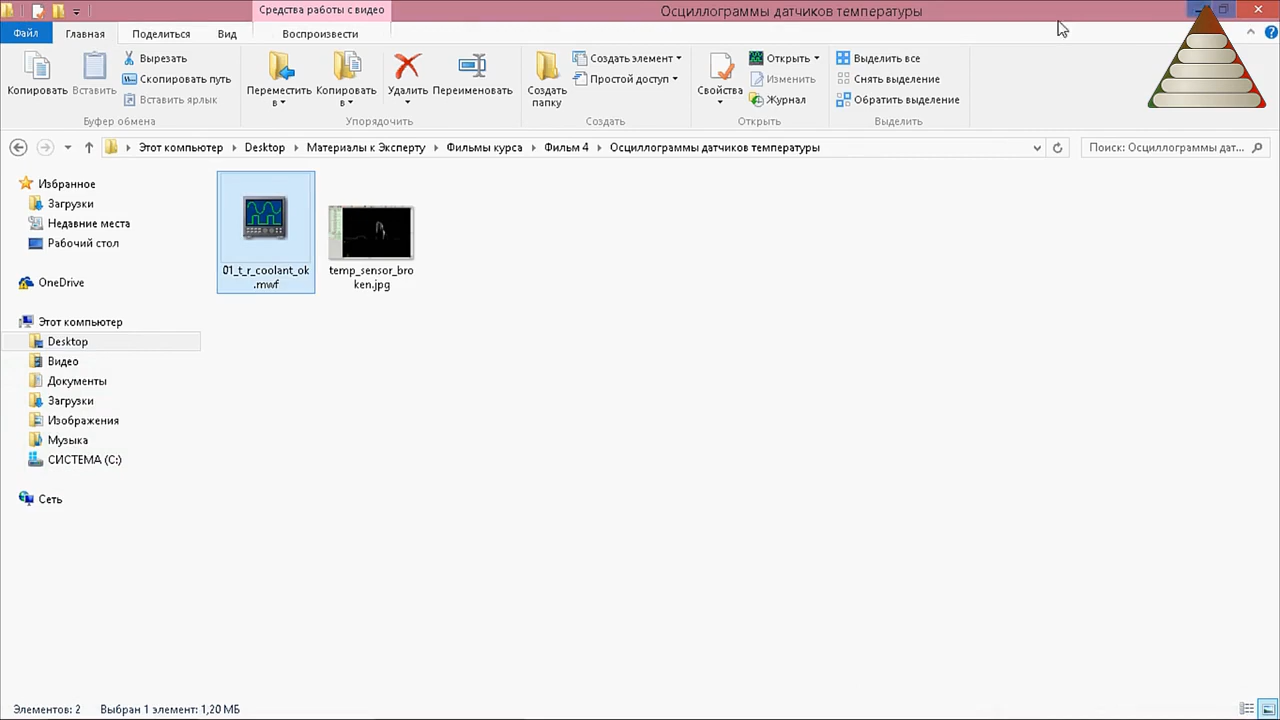 Средства работы с видео
Осциллограммы датчиков температуры
Файл
Главная
Поделиться
Вид
Воспроизвести
Копировать
Вставить
Вырезать
Скопировать путь
Вставить ярлык
Буфер обмена
Переместить в
Копировать в
Удалить
Переименовать
Упорядочить
Создать папку
Создать элемент
Простой доступ
Создать
Свойства
Открыть
Изменить
Журнал
Открыть
Выделить все
Снять выделение
Обратить выделение
Выделить
Этот компьютер
Desktop
Материалы к Эксперту
Фильмы курса
Фильм 4
Осциллограммы датчиков температуры
Поиск: Осциллограммы дат...
Избранное
Загрузки
Недавние места
Рабочий стол
OneDrive
Этот компьютер
Desktop
Видео
Документы
Загрузки
Изображения
Музыка
СИСТЕМА (C:)
Сеть
01_t_r_coolant_ok
.mwf
temp_sensor_bro
ken.jpg
Элементов: 2
Выбран 1 элемент: 1,20 МБ